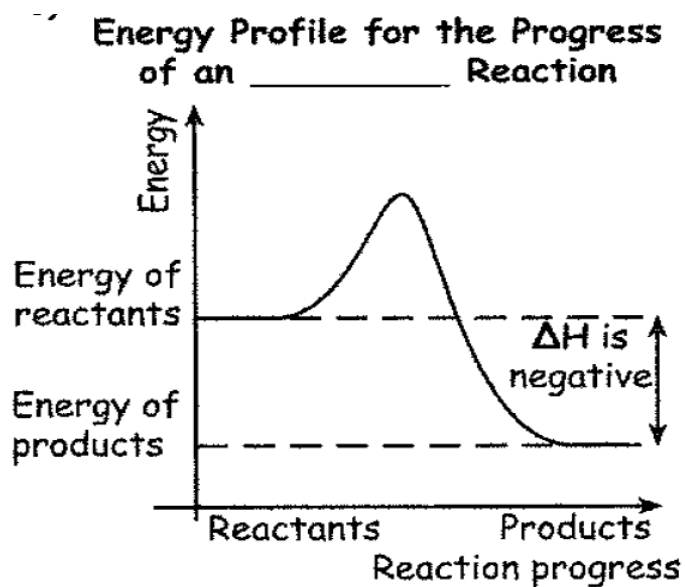 Energy Profile for the Progress
of an __________ Reaction
Energy
Energy of
reactants
ΔH is
negative
Energy of
products
Reactants Products
Reaction progress